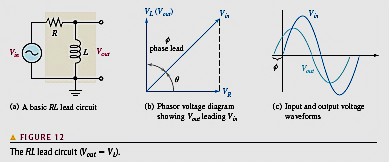 R
V_in
L
V_out
(a) A basic RL lead circuit
V_L (V_out)
V_in
ϕ
phase lead
θ
V_R
(b) Phasor voltage diagram
showing V_out leading V_in
V_in
V_out
ϕ
(c) Input and output voltage
waveforms
▲ FIGURE 12
The RL lead circuit (V_out = V_L).